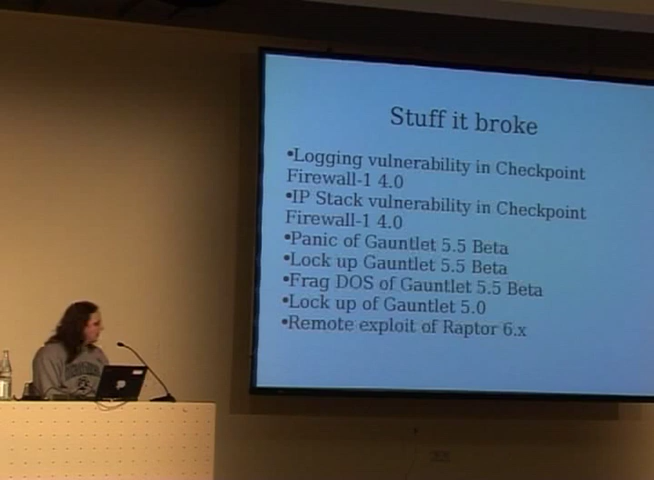 Stuff it broke
•Logging vulnerability in Checkpoint
Firewall-1 4.0
•IP Stack vulnerability in Checkpoint
Firewall-1 4.0
•Panic of Gauntlet 5.5 Beta
•Lock up Gauntlet 5.5 Beta
•Frag DOS of Gauntlet 5.5 Beta
•Lock up of Gauntlet 5.0
•Remote exploit of Raptor 6.x